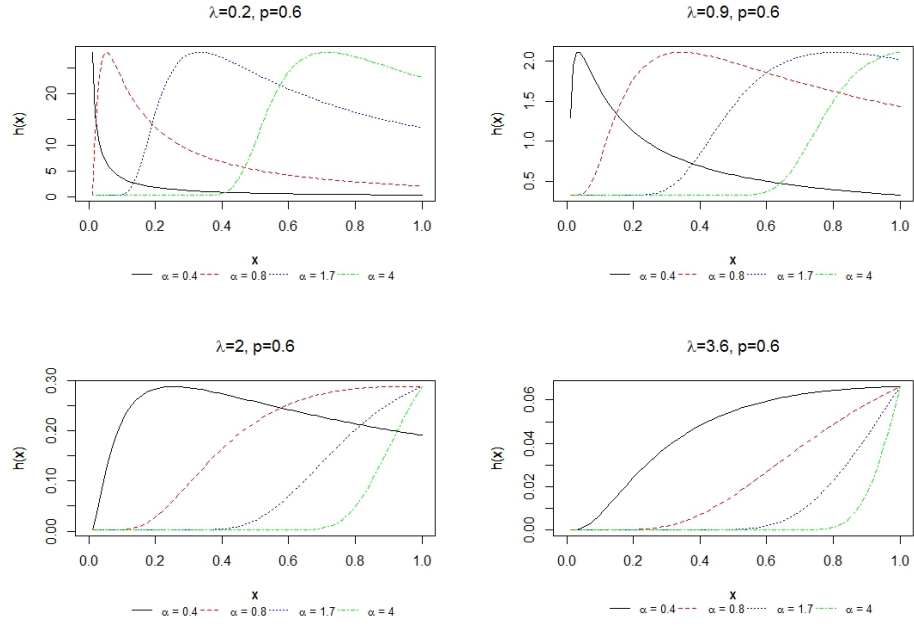 λ=0.2, p=0.6
h(x)
0 5 10 20
0.0 0.2 0.4 0.6 0.8 1.0
x
α = 0.4 α = 0.8 α = 1.7 α = 4
λ=0.9, p=0.6
h(x)
0.5 1.0 1.5 2.0
0.0 0.2 0.4 0.6 0.8 1.0
x
α = 0.4 α = 0.8 α = 1.7 α = 4
λ=2, p=0.6
h(x)
0.00 0.10 0.20 0.30
0.0 0.2 0.4 0.6 0.8 1.0
x
α = 0.4 α = 0.8 α = 1.7 α = 4
λ=3.6, p=0.6
h(x)
0.00 0.02 0.04 0.06
0.0 0.2 0.4 0.6 0.8 1.0
x
α = 0.4 α = 0.8 α = 1.7 α = 4